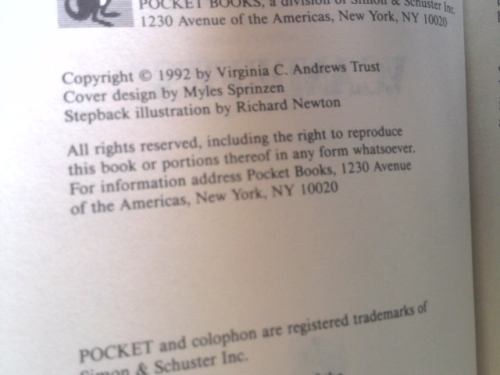 POCKET BOOKS, a division of Simon & Schuster Inc.
1230 Avenue of the Americas, New York, NY 10020
Copyright © 1992 by Virginia C. Andrews Trust
Cover design by Myles Sprinzen
Stepback illustration by Richard Newton
All rights reserved, including the right to reproduce
this book or portions thereof in any form whatsoever.
For information address Pocket Books, 1230 Avenue
of the Americas, New York, NY 10020
POCKET and colophon are registered trademarks of
Simon & Schuster Inc.